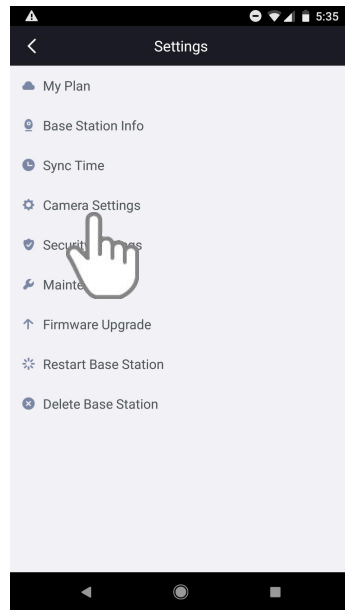 5:35
Settings
My Plan
Base Station Info
Sync Time
Camera Settings
Security
Mainte
Firmware Upgrade
Restart Base Station
Delete Base Station